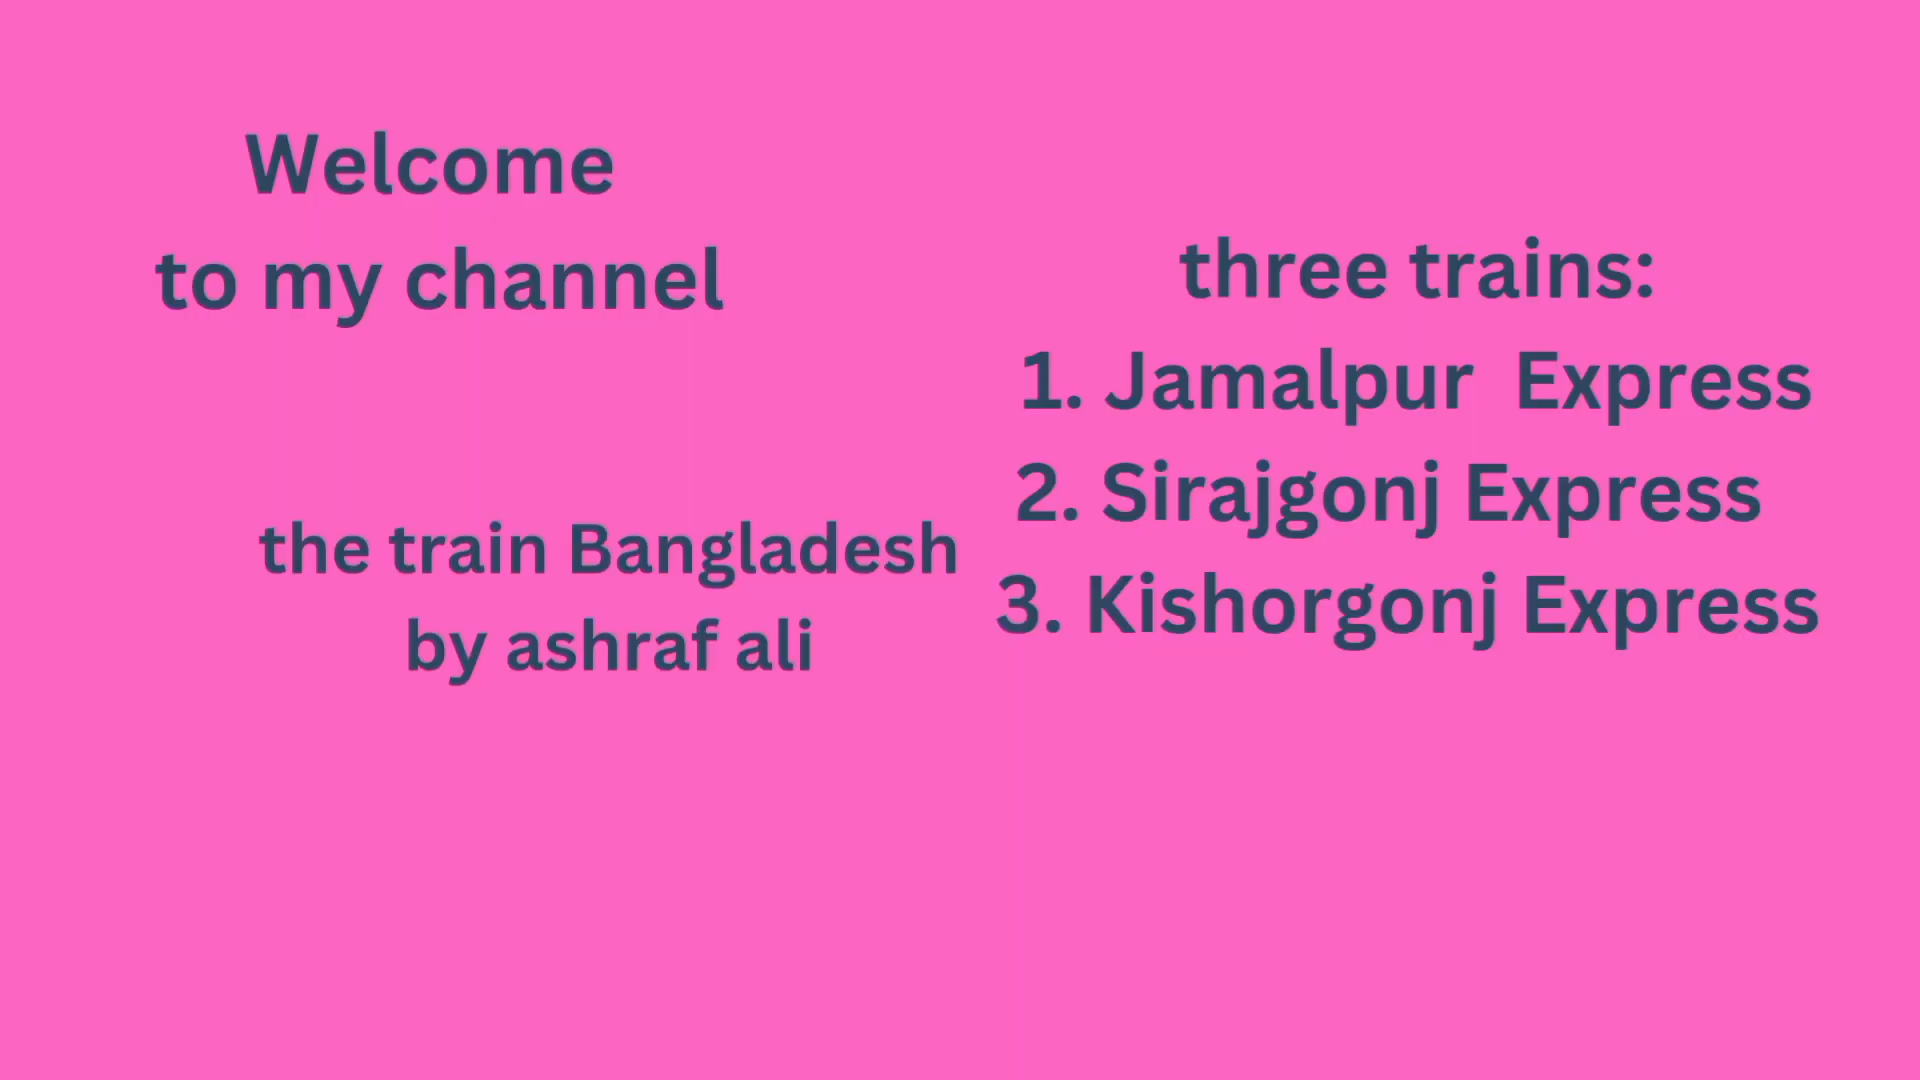 Welcome
to my channel
the train Bangladesh
by ashraf ali
three trains:
1. Jamalpur  Express
2. Sirajgonj Express
3. Kishorgonj Express